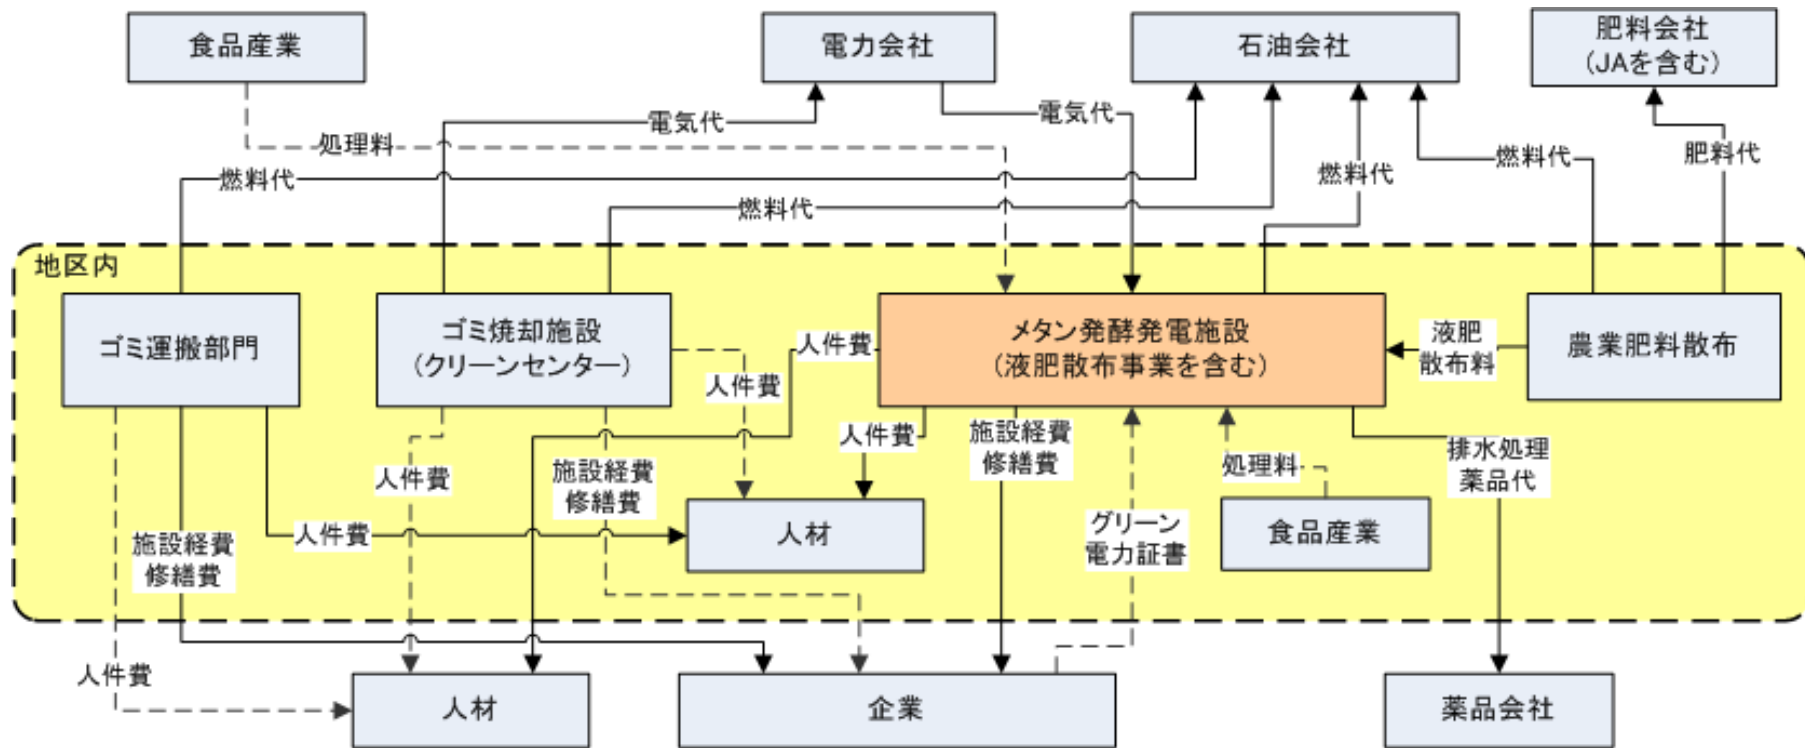 食品産業
電力会社
石油会社
肥料会社
(JAを含む)
電気代
電気代
処理料
燃料代
燃料代
燃料代
燃料代
肥料代
地区内
ゴミ運搬部門
ゴミ焼却施設
(クリーンセンター)
人件費
メタン発酵発電施設
(液肥散布事業を含む)
液肥
散布料
農業肥料散布
人件費
人件費
施設経費
修繕費
排水処理
薬品代
人件費
施設経費
修繕費
処理料
人件費
人材
グリーン
電力証書
食品産業
施設経費
修繕費
人件費
人材
企業
薬品会社